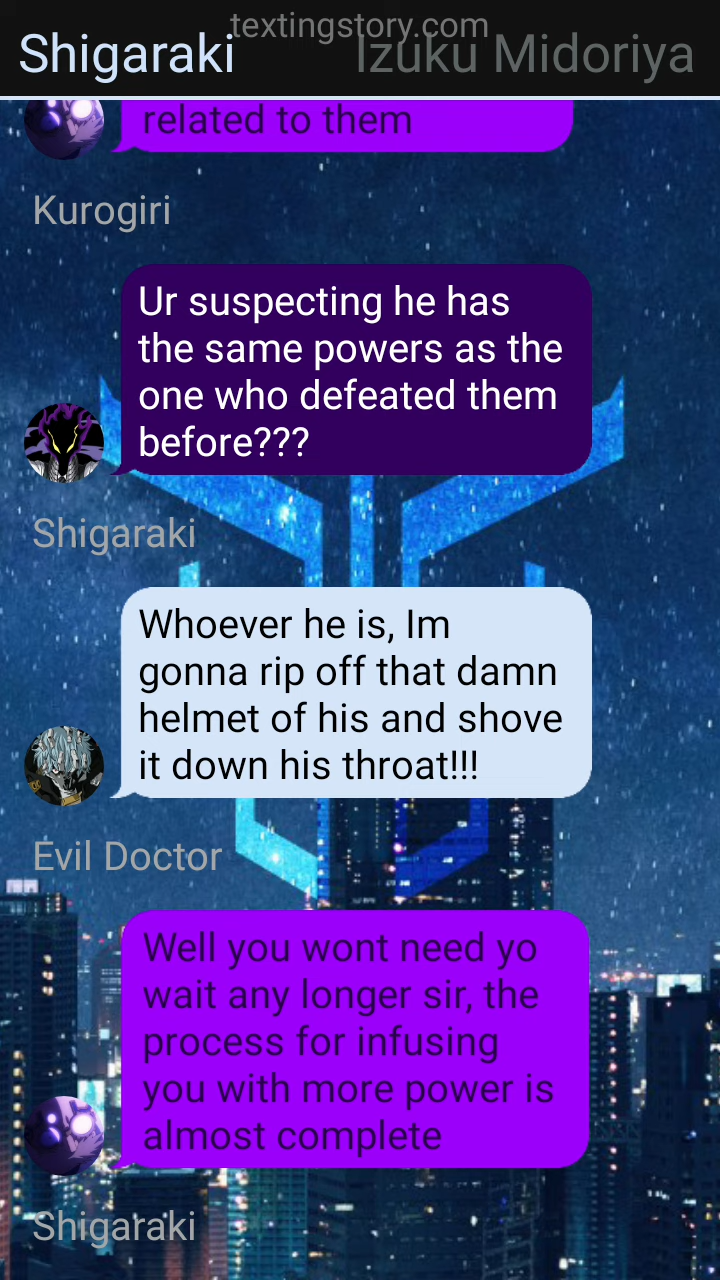 textingstory.com
Shigaraki
Izuku Midoriya
related to them
Kurogiri
Ur suspecting he has
the same powers as the
one who defeated them
before???
Shigaraki
Whoever he is, Im
gonna rip off that damn
helmet of his and shove
it down his throat!!!
Evil Doctor
Well you wont need yo
wait any longer sir, the
process for infusing
you with more power is
almost complete
Shigaraki